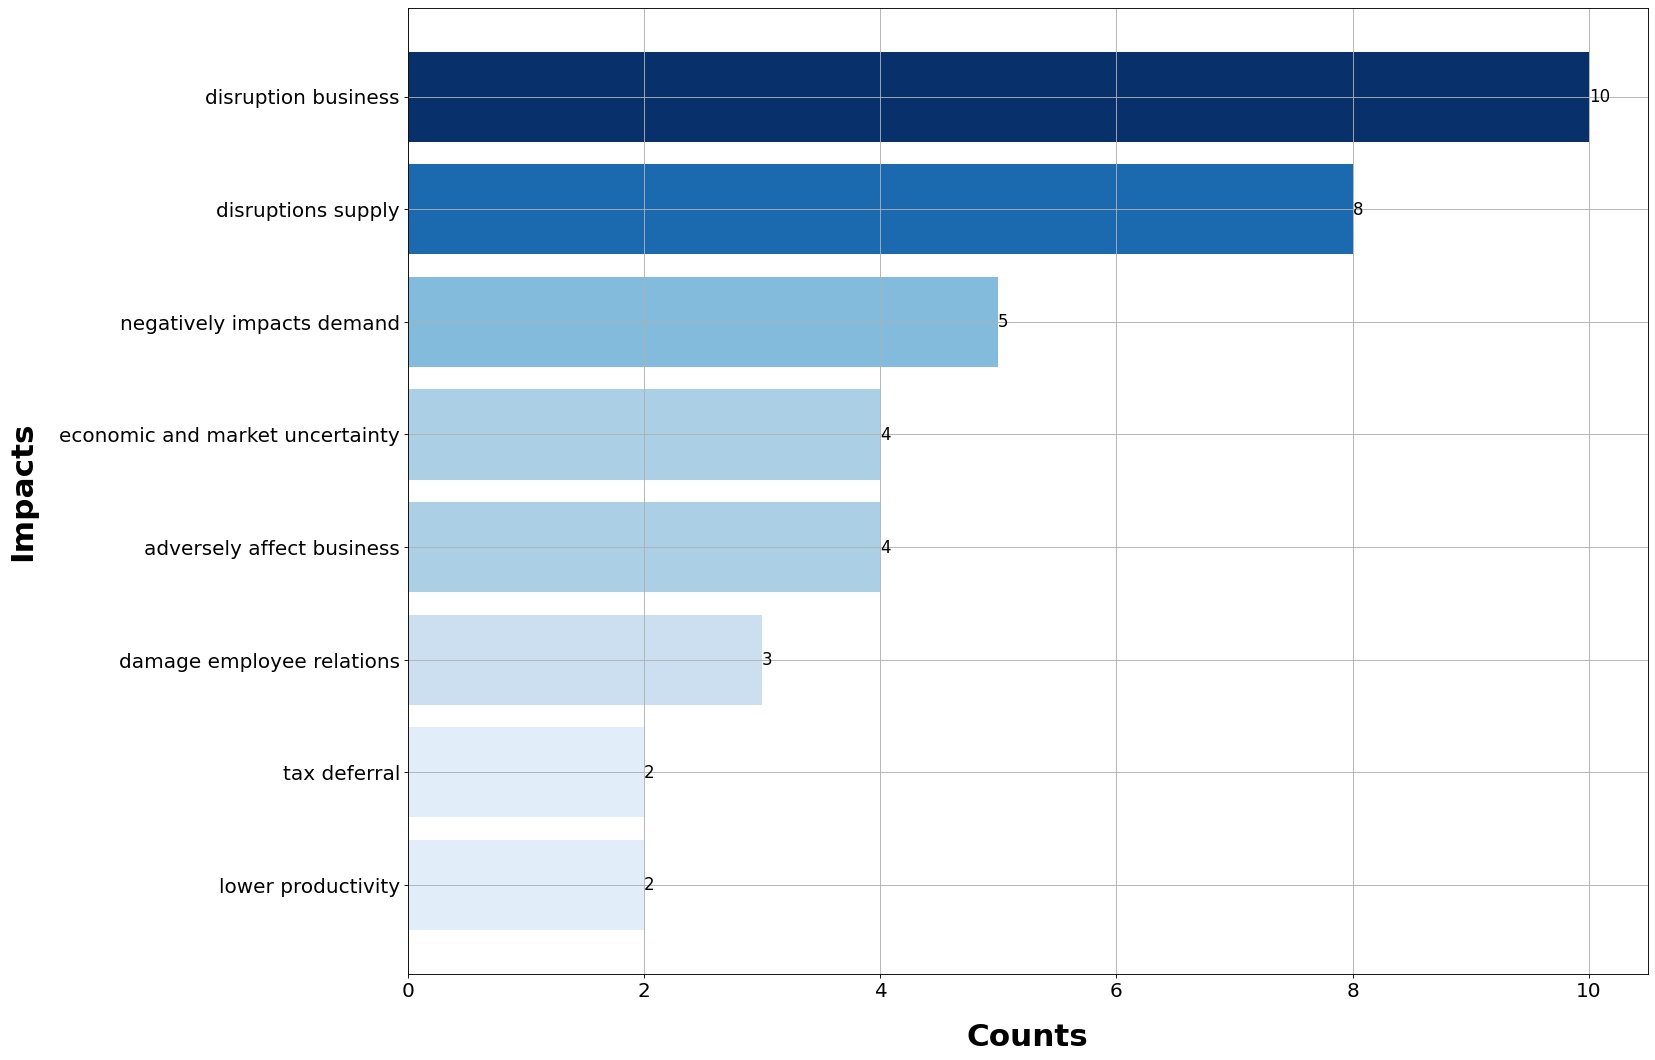 disruption business
10
disruptions supply
8
negatively impacts demand
5
economic and market uncertainty
4
adversely affect business
4
damage employee relations
3
tax deferral
2
lower productivity
2
Impacts
0 2 4 6 8 10
Counts